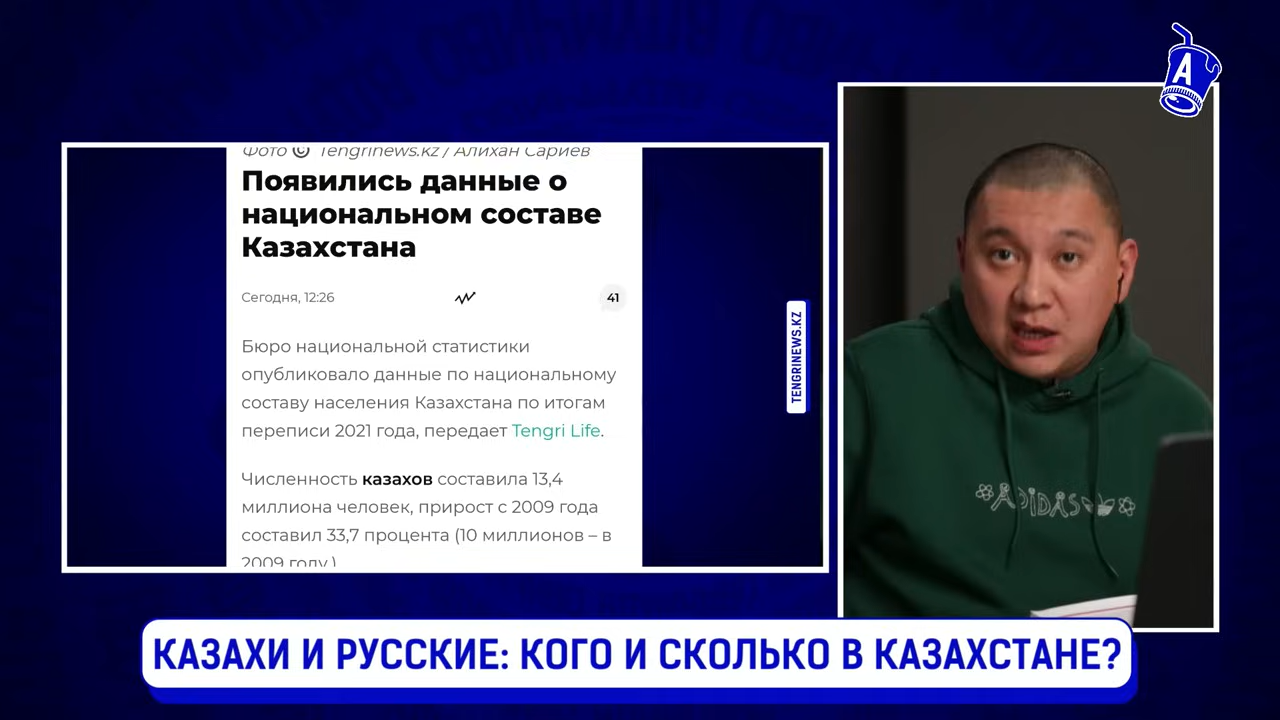 Фото © Tengrinews.kz / Алихан Сариев
Появились данные о
национальном составе
Казахстана
Сегодня, 12:26
41
Бюро национальной статистики
опубликовало данные по национальному
составу населения Казахстана по итогам
переписи 2021 года, передает Tengri Life.
Численность казахов составила 13,4
миллиона человек, прирост с 2009 года
составил 33,7 процента (10 миллионов – в
2009 году.)
TENGRINEWS.KZ
A
ADIDAS
КАЗАХИ И РУССКИЕ: КОГО И СКОЛЬКО В КАЗАХСТАНЕ?